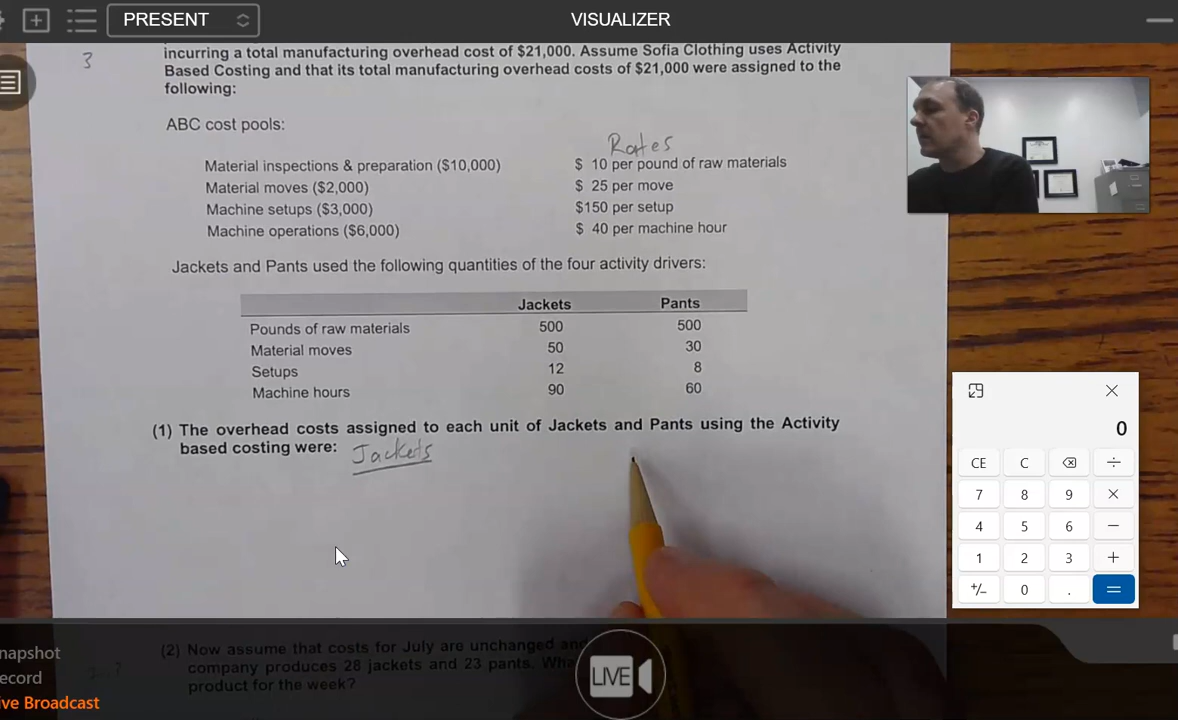 PRESENT
VISUALIZER
3
incurring a total manufacturing overhead cost of $21,000. Assume Sofia Clothing uses Activity
Based Costing and that its total manufacturing overhead costs of $21,000 were assigned to the
following:
ABC cost pools:
Rates
Material inspections & preparation ($10,000) $ 10 per pound of raw materials
Material moves ($2,000) $ 25 per move
Machine setups ($3,000) $150 per setup
Machine operations ($6,000) $ 40 per machine hour
Jackets and Pants used the following quantities of the four activity drivers:
Jackets Pants
Pounds of raw materials 500 500
Material moves 50 30
Setups 12 8
Machine hours 90 60
(1) The overhead costs assigned to each unit of Jackets and Pants using the Activity
based costing were: Jackets
0
CE C ⌫ ÷
7 8 9 ×
4 5 6 −
1 2 3 +
+/− 0 . =
(2) Now assume that costs for July are unchanged
company produces 28 jackets and 23 pants.
product for the week?
napshot
ecord
ive Broadcast
LIVE